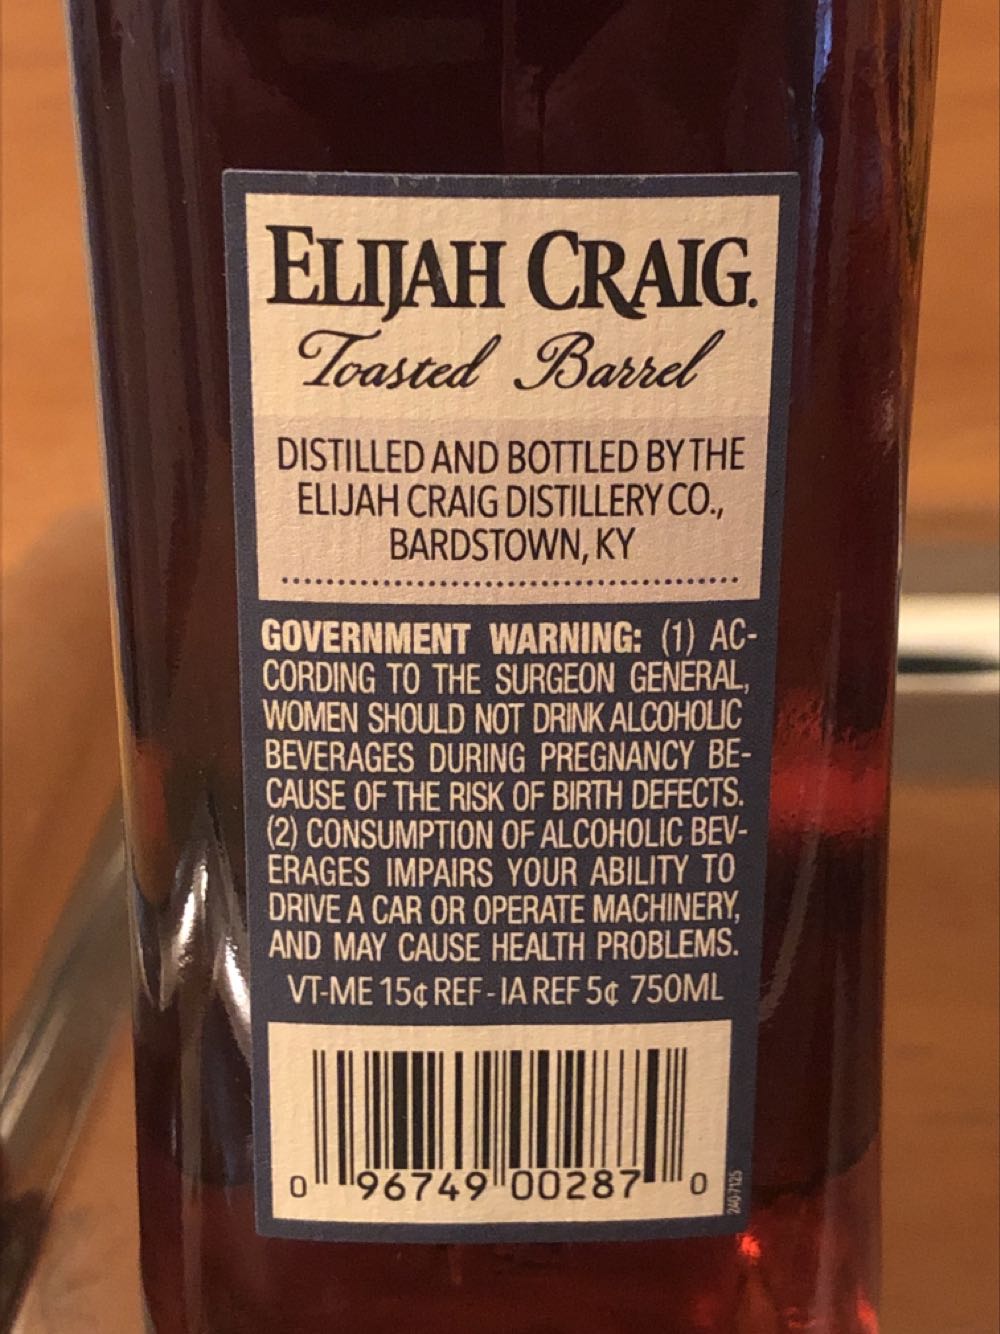 ELIJAH CRAIG.
Toasted Barrel
DISTILLED AND BOTTLED BY THE
ELIJAH CRAIG DISTILLERY CO.,
BARDSTOWN, KY
GOVERNMENT WARNING: (1) AC-
CORDING TO THE SURGEON GENERAL,
WOMEN SHOULD NOT DRINK ALCOHOLIC
BEVERAGES DURING PREGNANCY BE-
CAUSE OF THE RISK OF BIRTH DEFECTS.
(2) CONSUMPTION OF ALCOHOLIC BEV-
ERAGES IMPAIRS YOUR ABILITY TO
DRIVE A CAR OR OPERATE MACHINERY,
AND MAY CAUSE HEALTH PROBLEMS.
VT-ME 15¢ REF - IA REF 5¢ 750ML
0 96749 00287 0
240-7125